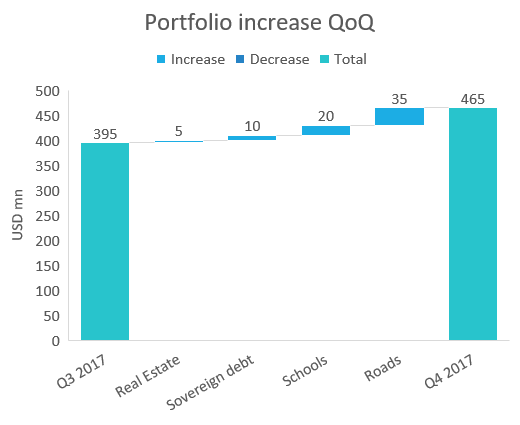 Portfolio increase QoQ
Increase Decrease Total
USD mn
500
450
400
350
300
250
200
150
100
50
0
395
5
10
20
35
465
Q3 2017
Real Estate
Sovereign debt
Schools
Roads
Q4 2017